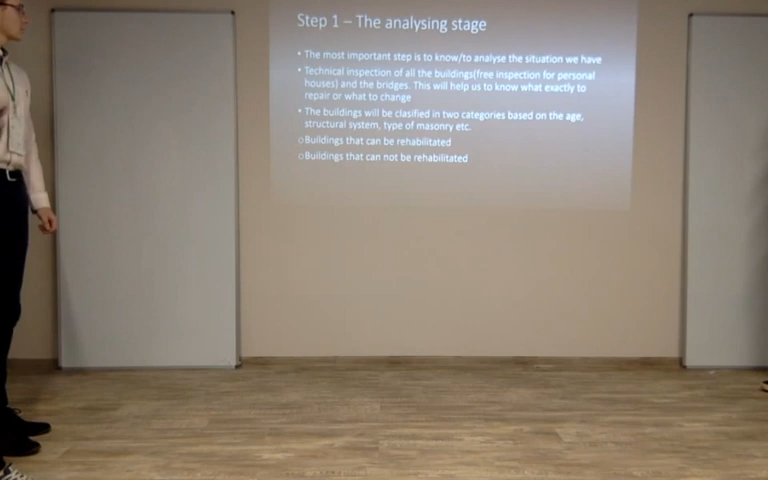 Step 1 – The analysing stage
• The most important step is to know/to analyse the situation we have
• Technical inspection of all the buildings(free inspection for personal
houses) and the bridges. This will help us to know what exactly to
repair or what to change
• The buildings will be clasified in two categories based on the age,
structural system, type of masonry etc.
oBuildings that can be rehabilitated
oBuildings that can not be rehabilitated